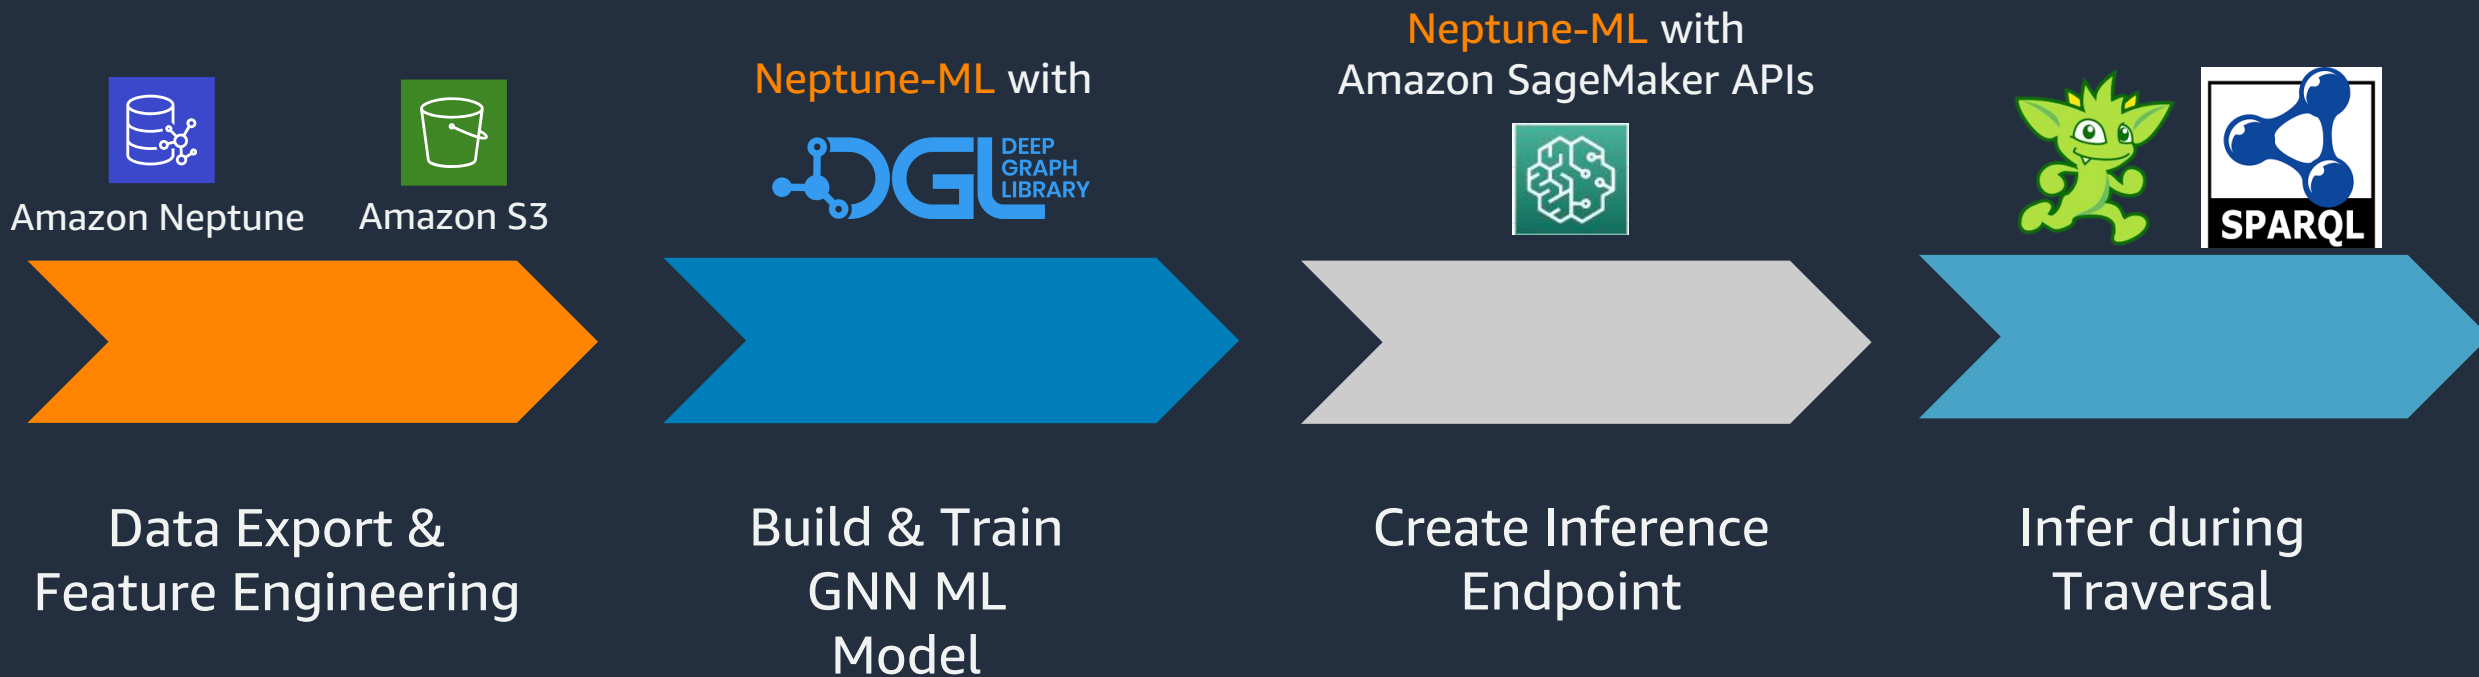 Amazon Neptune
Amazon S3
Data Export &
Feature Engineering
Neptune-ML with
DGL DEEP
GRAPH
LIBRARY
Build & Train
GNN ML
Model
Neptune-ML with
Amazon SageMaker APIs
Create Inference
Endpoint
SPARQL
Infer during
Traversal